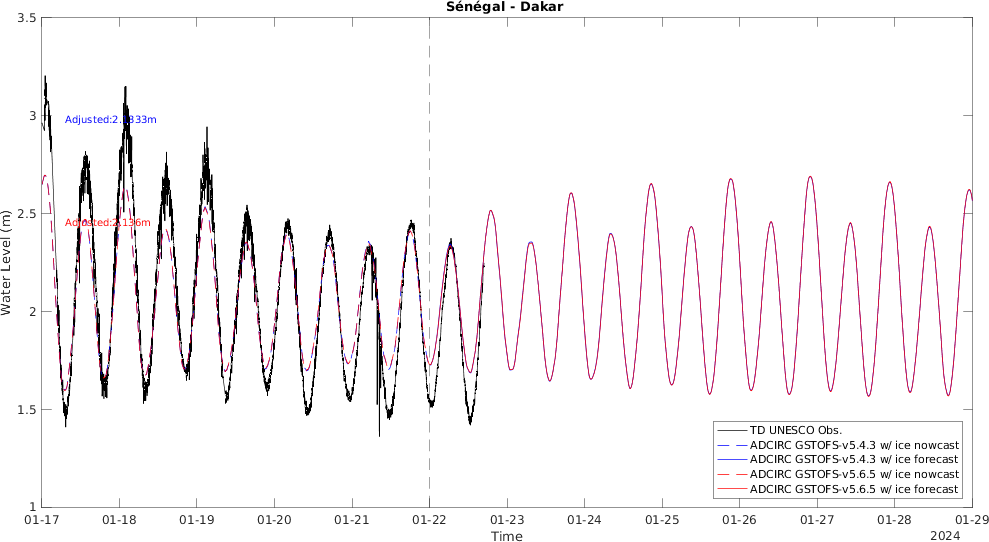 Sénégal - Dakar
Water Level (m)
3.5
3
2.5
2
1.5
1
Adjusted:2.1333m
Adjusted:2.136m
TD UNESCO Obs.
ADCIRC GSTOFS-v5.4.3 w/ ice nowcast
ADCIRC GSTOFS-v5.4.3 w/ ice forecast
ADCIRC GSTOFS-v5.6.5 w/ ice nowcast
ADCIRC GSTOFS-v5.6.5 w/ ice forecast
01-17 01-18 01-19 01-20 01-21 01-22 01-23 01-24 01-25 01-26 01-27 01-28 01-29
Time
2024